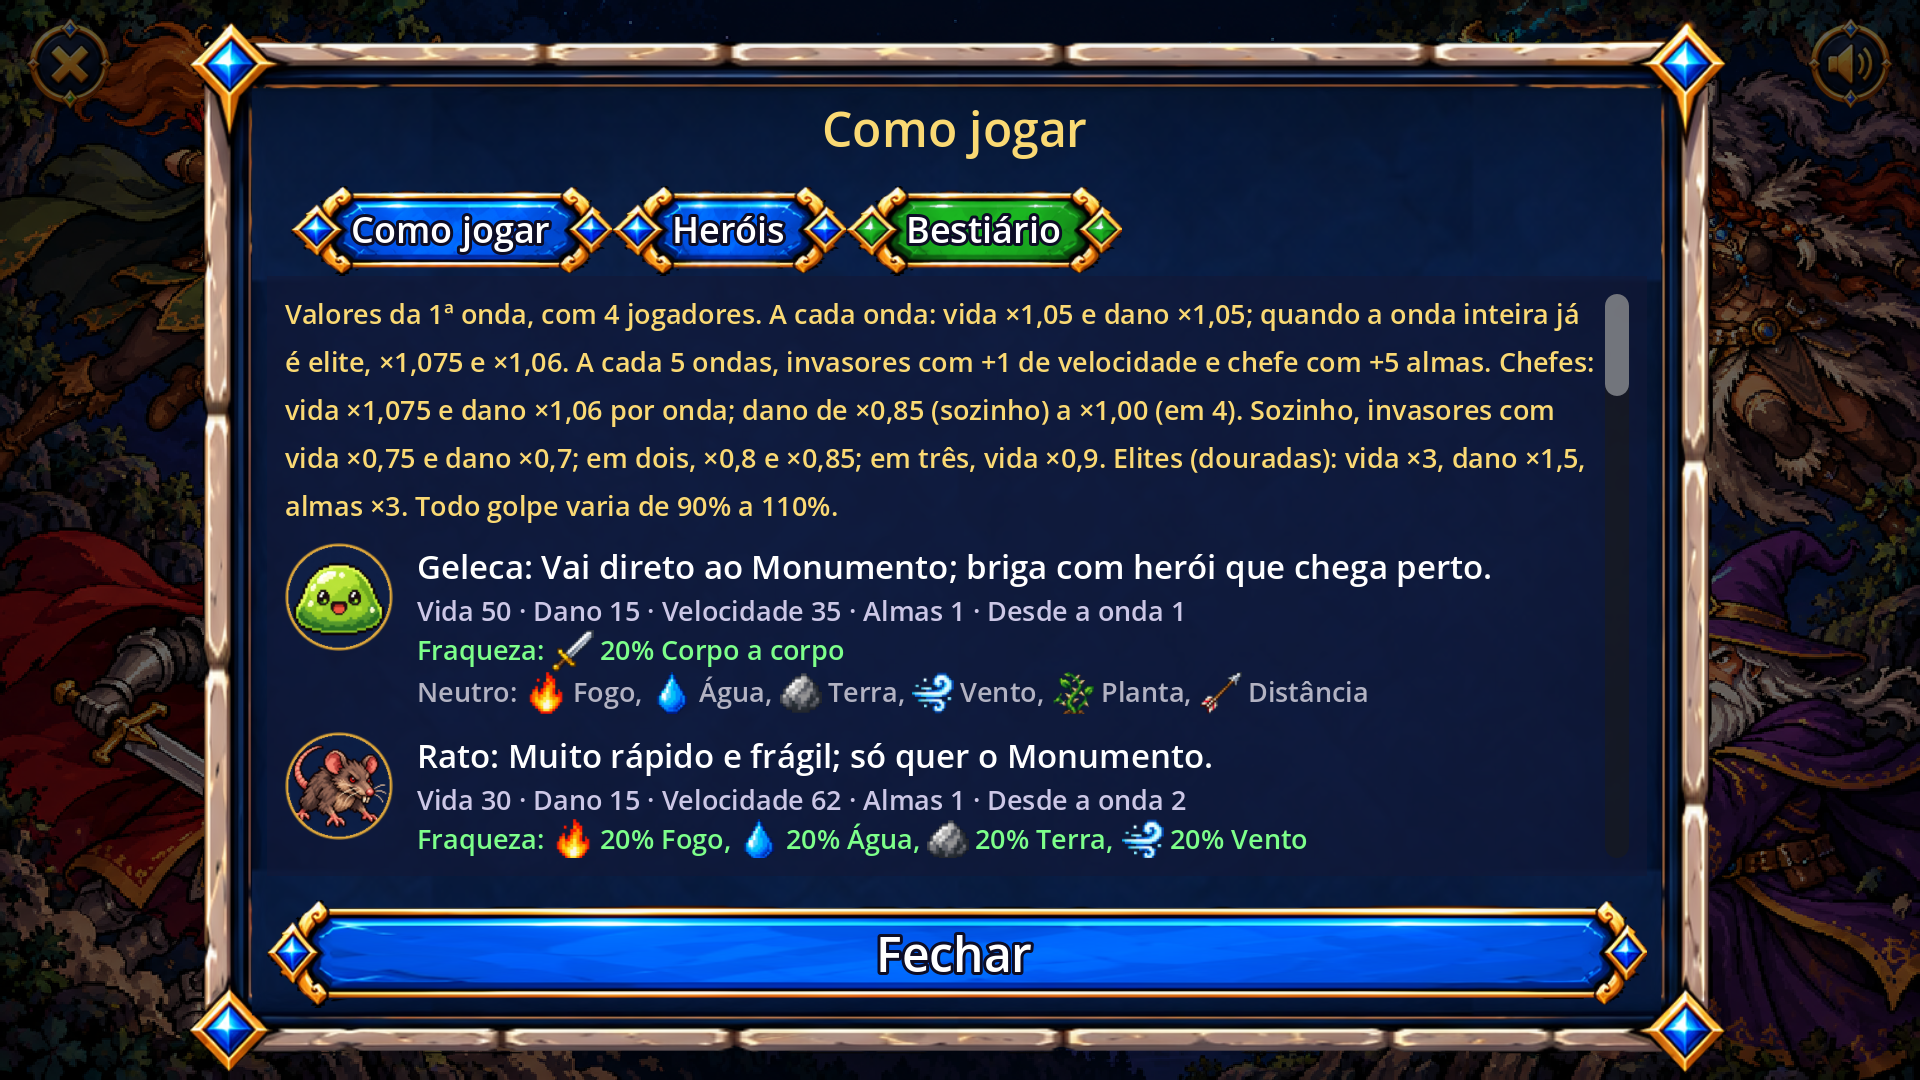 Como jogar
Como jogar
Heróis
Bestiário
Valores da 1ª onda, com 4 jogadores. A cada onda: vida ×1,05 e dano ×1,05; quando a onda inteira já
é elite, ×1,075 e ×1,06. A cada 5 ondas, invasores com +1 de velocidade e chefe com +5 almas. Chefes:
vida ×1,075 e dano ×1,06 por onda; dano de ×0,85 (sozinho) a ×1,00 (em 4). Sozinho, invasores com
vida ×0,75 e dano ×0,7; em dois, ×0,8 e ×0,85; em três, vida ×0,9. Elites (douradas): vida ×3, dano ×1,5,
almas ×3. Todo golpe varia de 90% a 110%.
Geleca: Vai direto ao Monumento; briga com herói que chega perto.
Vida 50 · Dano 15 · Velocidade 35 · Almas 1 · Desde a onda 1
Fraqueza: 20% Corpo a corpo
Neutro: Fogo, Água, Terra, Vento, Planta, Distância
Rato: Muito rápido e frágil; só quer o Monumento.
Vida 30 · Dano 15 · Velocidade 62 · Almas 1 · Desde a onda 2
Fraqueza: 20% Fogo, 20% Água, 20% Terra, 20% Vento
Fechar